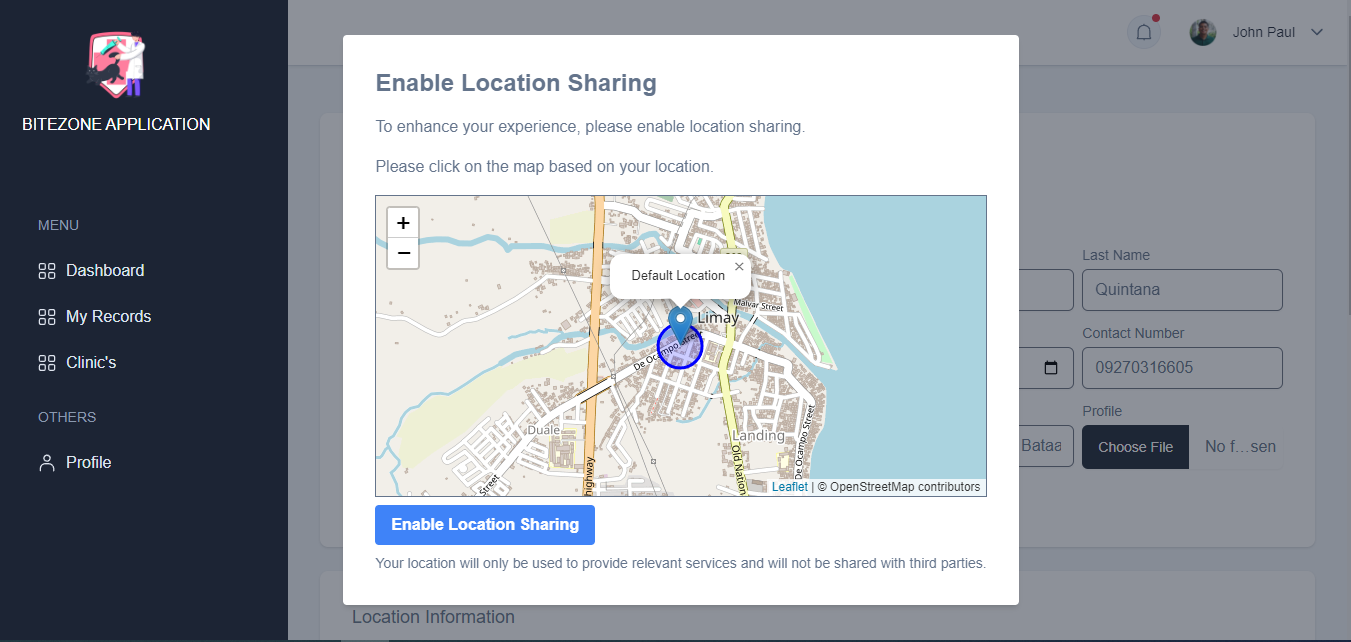 BITEZONE APPLICATION
MENU
Dashboard
My Records
Clinic's
OTHERS
Profile
John Paul
Enable Location Sharing
To enhance your experience, please enable location sharing.
Please click on the map based on your location.
+
−
Default Location ×
Malvar Street
Limay
De Ocampo Street
Duale
Landing
De Ocampo Street
Old Nation
highway
Street
Leaflet | © OpenStreetMap contributors
Enable Location Sharing
Your location will only be used to provide relevant services and will not be shared with third parties.
Last Name
Quintana
Contact Number
09270316605
Profile
Bataa
Choose File No f...sen
Location Information